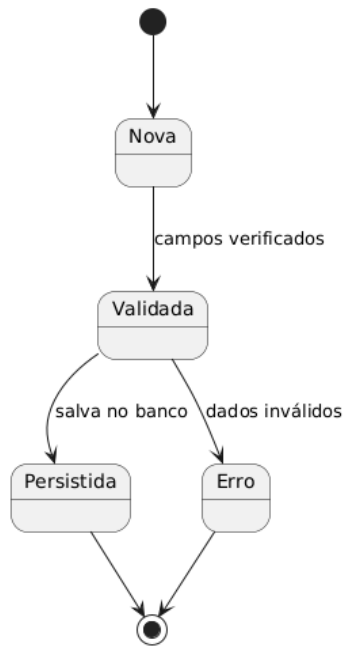 Nova
campos verificados
Validada
salva no banco
dados inválidos
Persistida
Erro